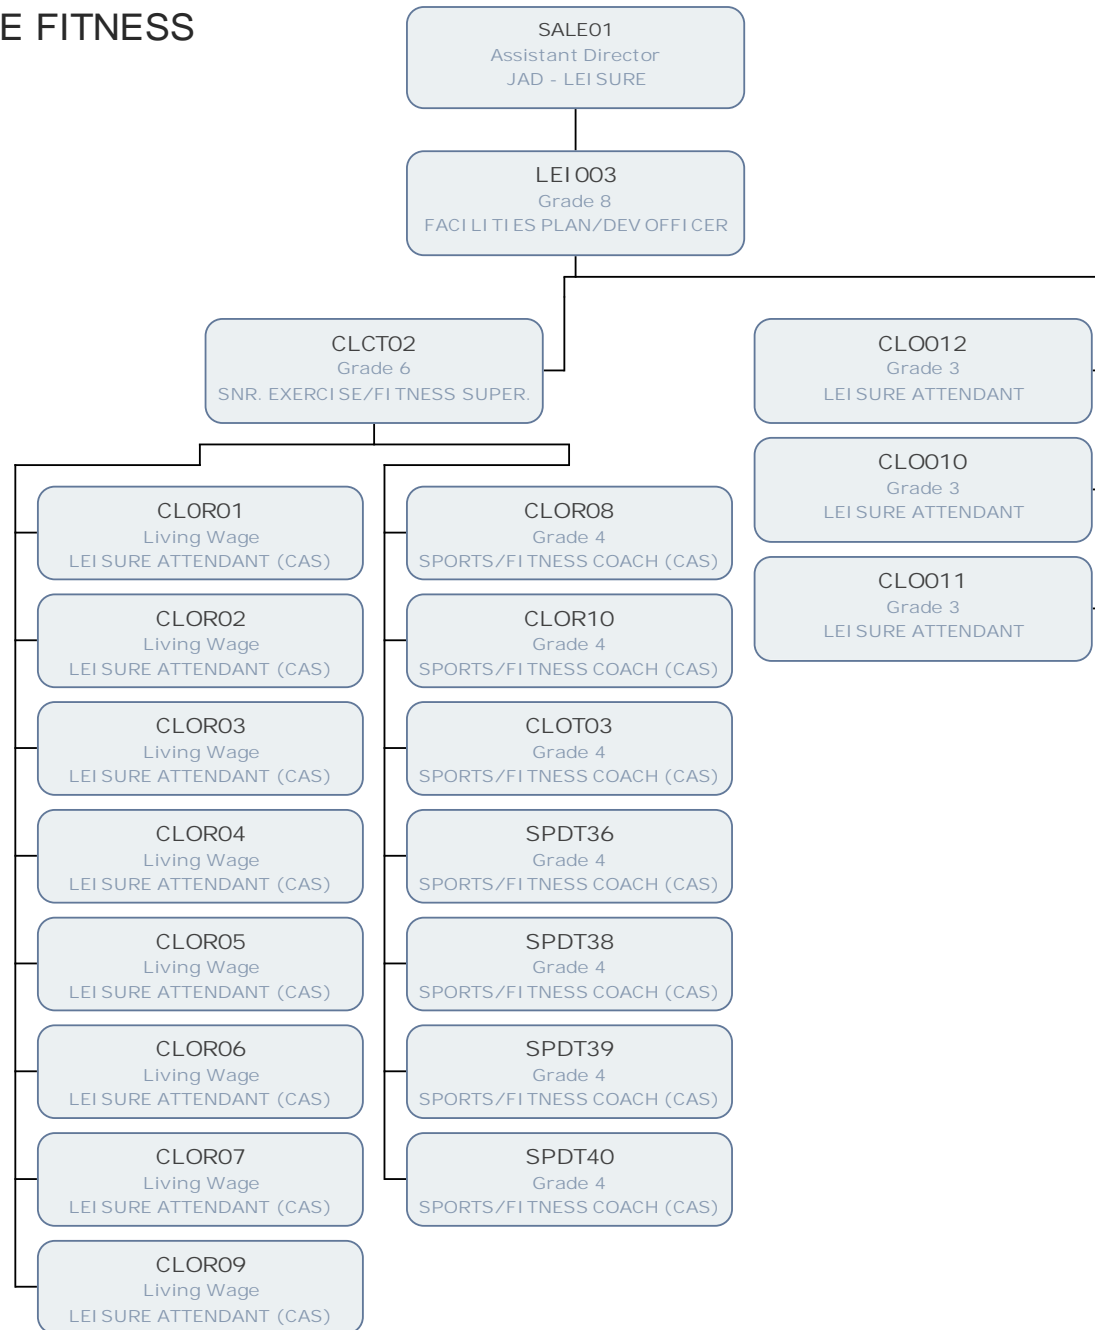 E FITNESS
SALE01
Assistant Director
JAD - LEISURE
LEI003
Grade 8
FACILITIES PLAN/DEV OFFICER
CLCT02
Grade 6
SNR. EXERCISE/FITNESS SUPER.
CLO012
Grade 3
LEISURE ATTENDANT
CLO010
Grade 3
LEISURE ATTENDANT
CLO011
Grade 3
LEISURE ATTENDANT
CLOR01
Living Wage
LEISURE ATTENDANT (CAS)
CLOR02
Living Wage
LEISURE ATTENDANT (CAS)
CLOR03
Living Wage
LEISURE ATTENDANT (CAS)
CLOR04
Living Wage
LEISURE ATTENDANT (CAS)
CLOR05
Living Wage
LEISURE ATTENDANT (CAS)
CLOR06
Living Wage
LEISURE ATTENDANT (CAS)
CLOR07
Living Wage
LEISURE ATTENDANT (CAS)
CLOR09
Living Wage
LEISURE ATTENDANT (CAS)
CLOR08
Grade 4
SPORTS/FITNESS COACH (CAS)
CLOR10
Grade 4
SPORTS/FITNESS COACH (CAS)
CLOT03
Grade 4
SPORTS/FITNESS COACH (CAS)
SPDT36
Grade 4
SPORTS/FITNESS COACH (CAS)
SPDT38
Grade 4
SPORTS/FITNESS COACH (CAS)
SPDT39
Grade 4
SPORTS/FITNESS COACH (CAS)
SPDT40
Grade 4
SPORTS/FITNESS COACH (CAS)